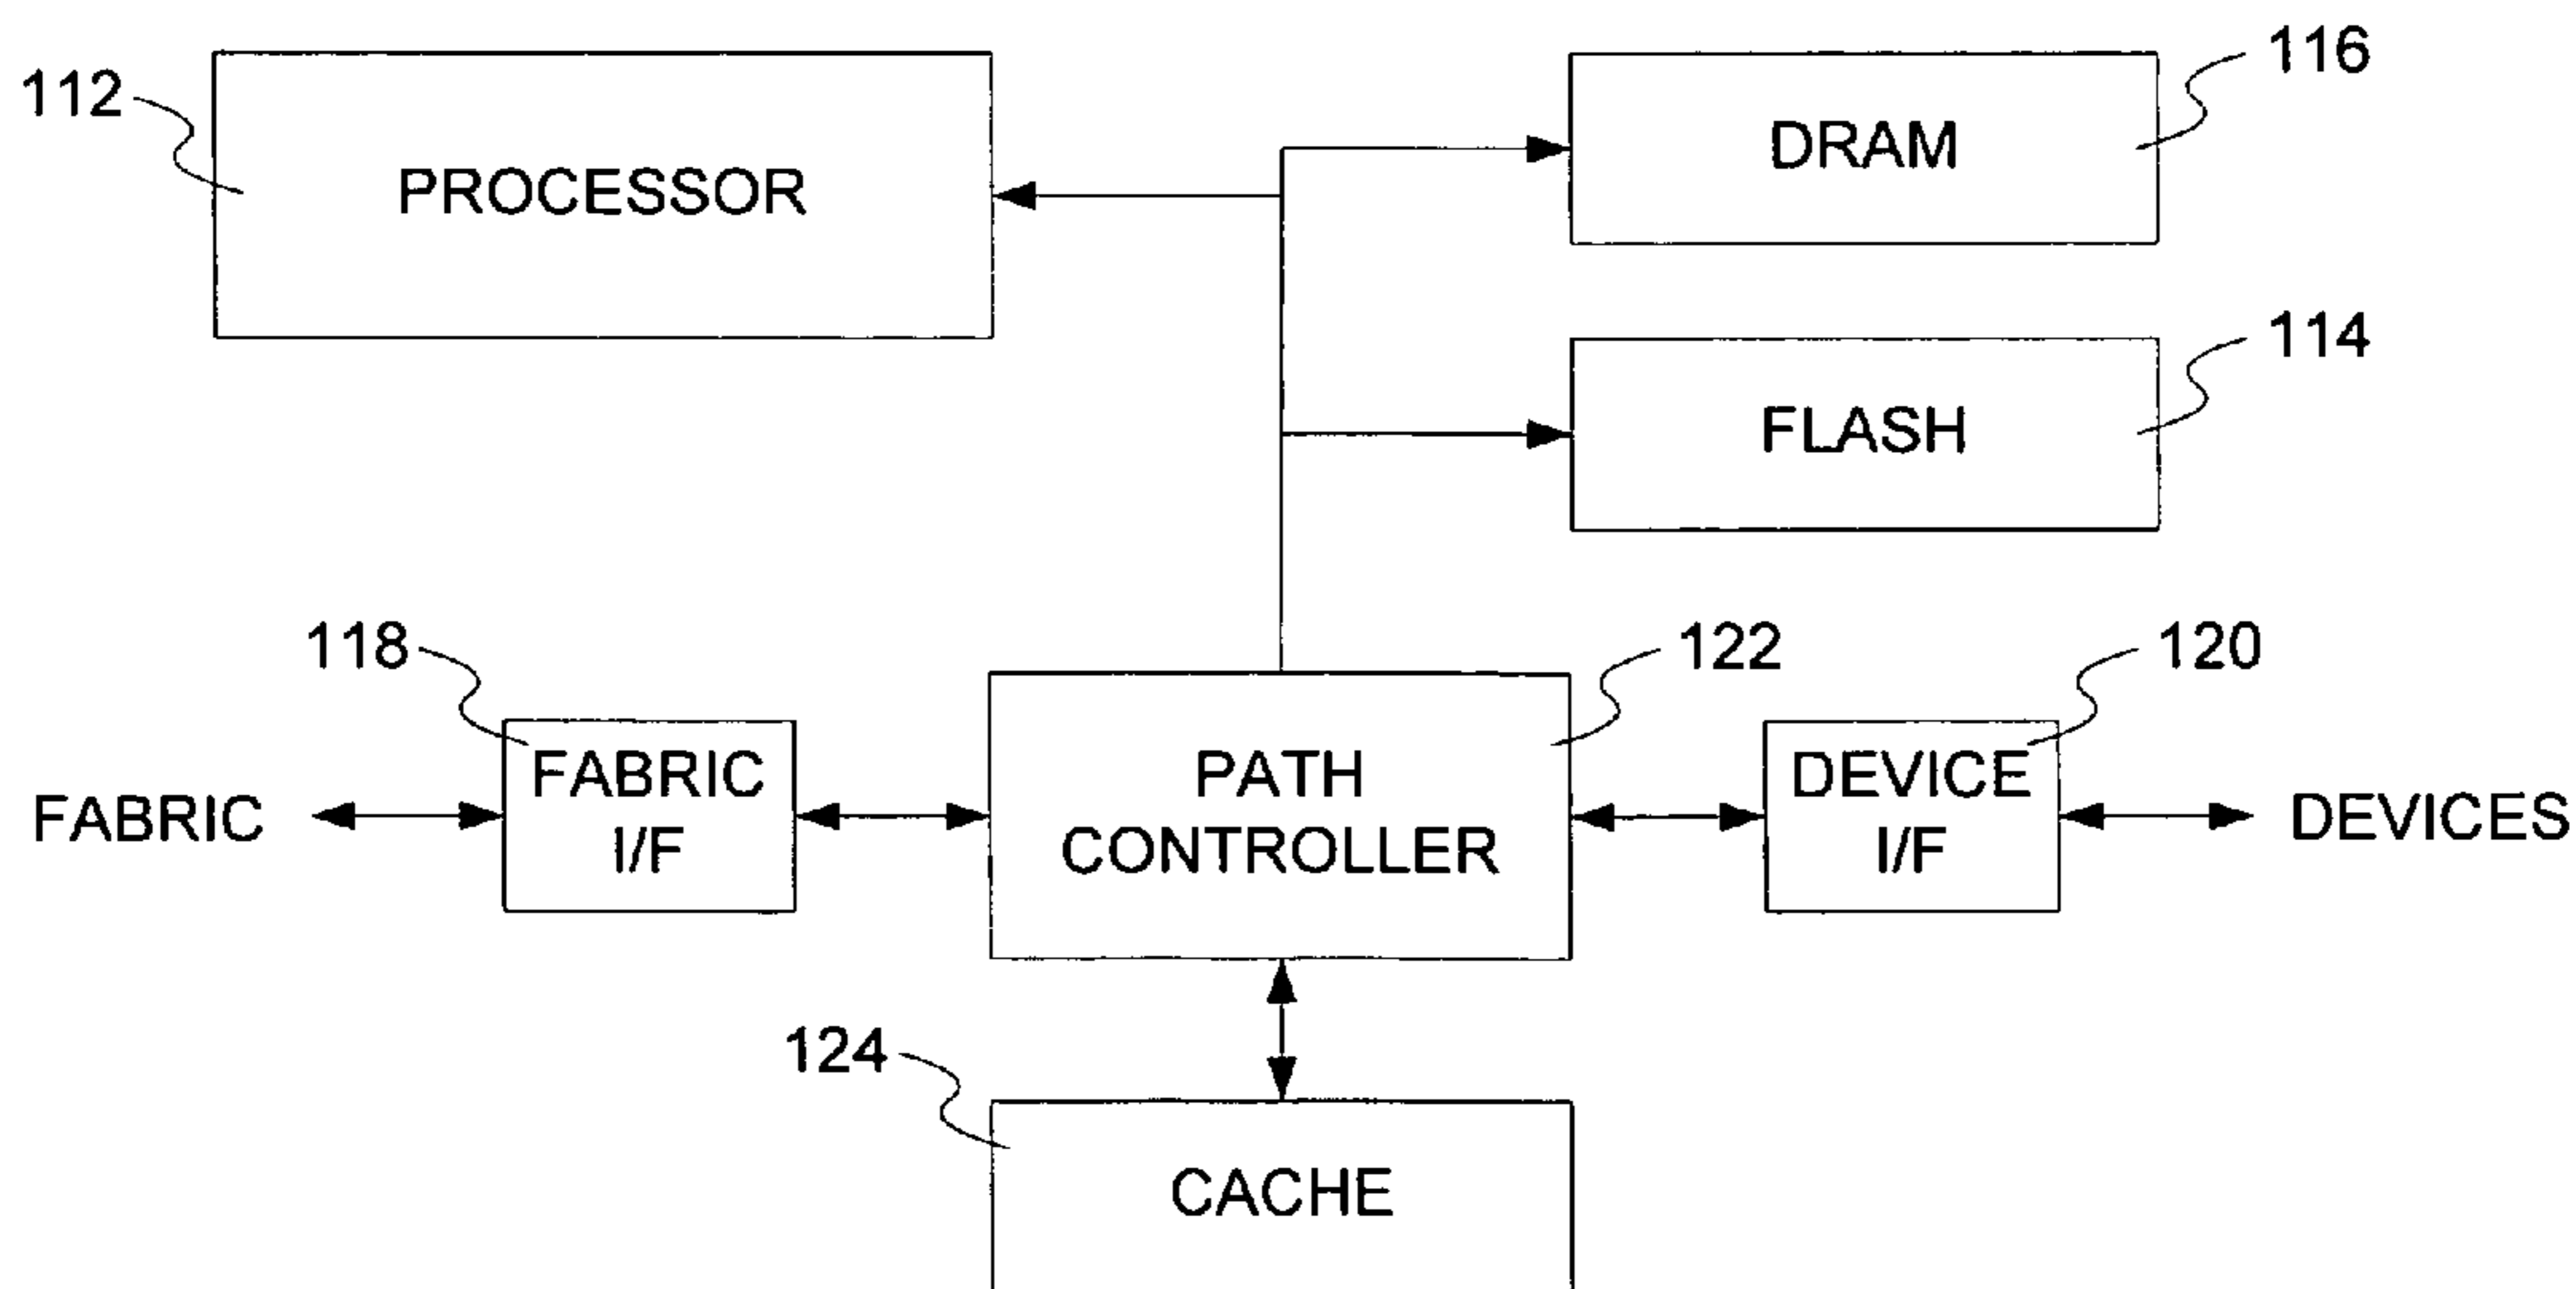 112
PROCESSOR
DRAM
116
FLASH
114
118
122
120
FABRIC
FABRIC
I/F
PATH
CONTROLLER
DEVICE
I/F
DEVICES
124
CACHE